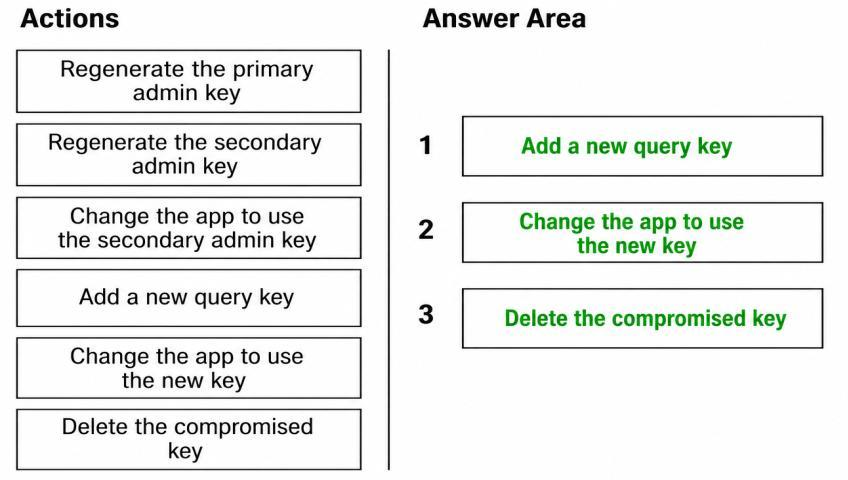 Actions
Regenerate the primary
admin key
Regenerate the secondary
admin key
Change the app to use
the secondary admin key
Add a new query key
Change the app to use
the new key
Delete the compromised
key
Answer Area
1
Add a new query key
2
Change the app to use
the new key
3
Delete the compromised key